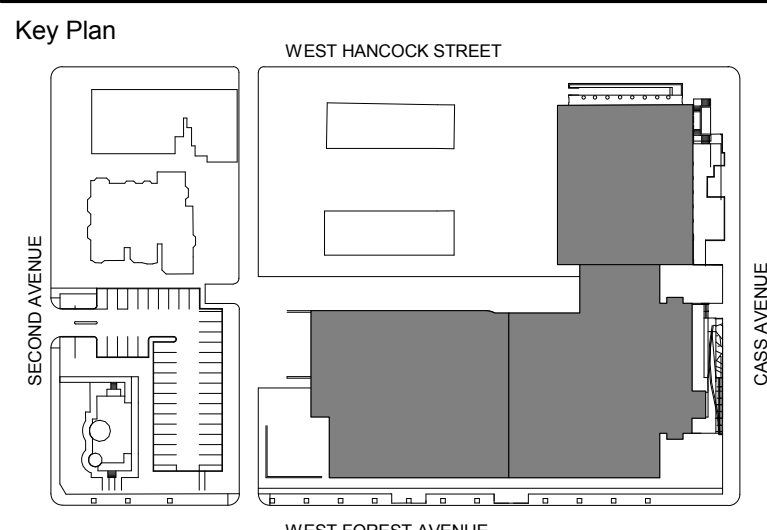 Key Plan
WEST HANCOCK STREET
SECOND AVENUE
CASS AVENUE
WEST FOREST AVENUE